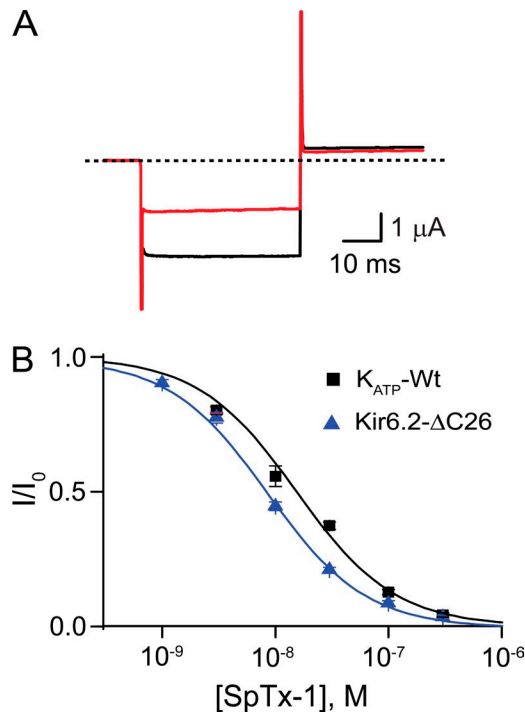 A
1 μA
10 ms
B
1.0
K_ATP-Wt
Kir6.2-ΔC26
I/I₀
0.5
0.0
10⁻⁹
10⁻⁸
10⁻⁷
10⁻⁶
[SpTx-1], M